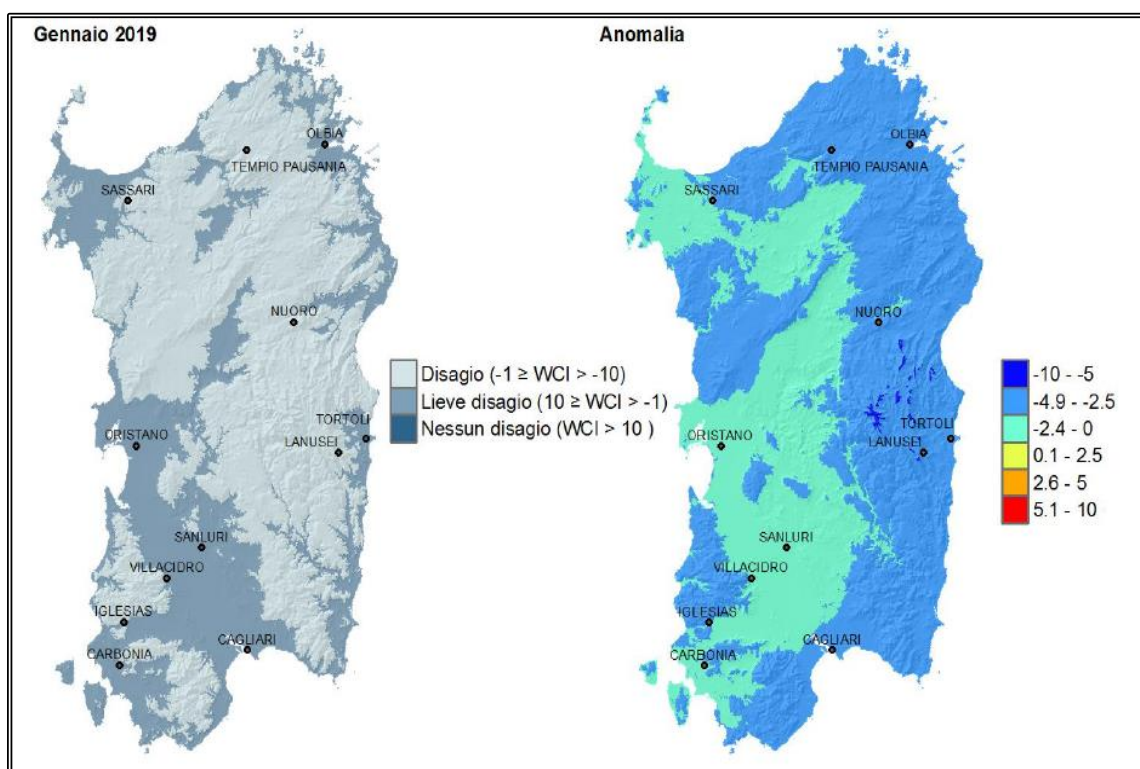 Gennaio 2019
OLBIA
TEMPIO PAUSANIA
SASSARI
NUORO
TORTOLI
ORISTANO
LANUSEI
SANLURI
VILLACIDRO
IGLESIAS
CAGLIARI
CARBONIA
Disagio (-1 ≥ WCI > -10)
Lieve disagio (10 ≥ WCI > -1)
Nessun disagio (WCI > 10 )
Anomalia
OLBIA
TEMPIO PAUSANIA
SASSARI
NUORO
TORTOLI
ORISTANO
LANUSEI
SANLURI
VILLACIDRO
IGLESIAS
CAGLIARI
CARBONIA
-10 - -5
-4.9 - -2.5
-2.4 - 0
0.1 - 2.5
2.6 - 5
5.1 - 10